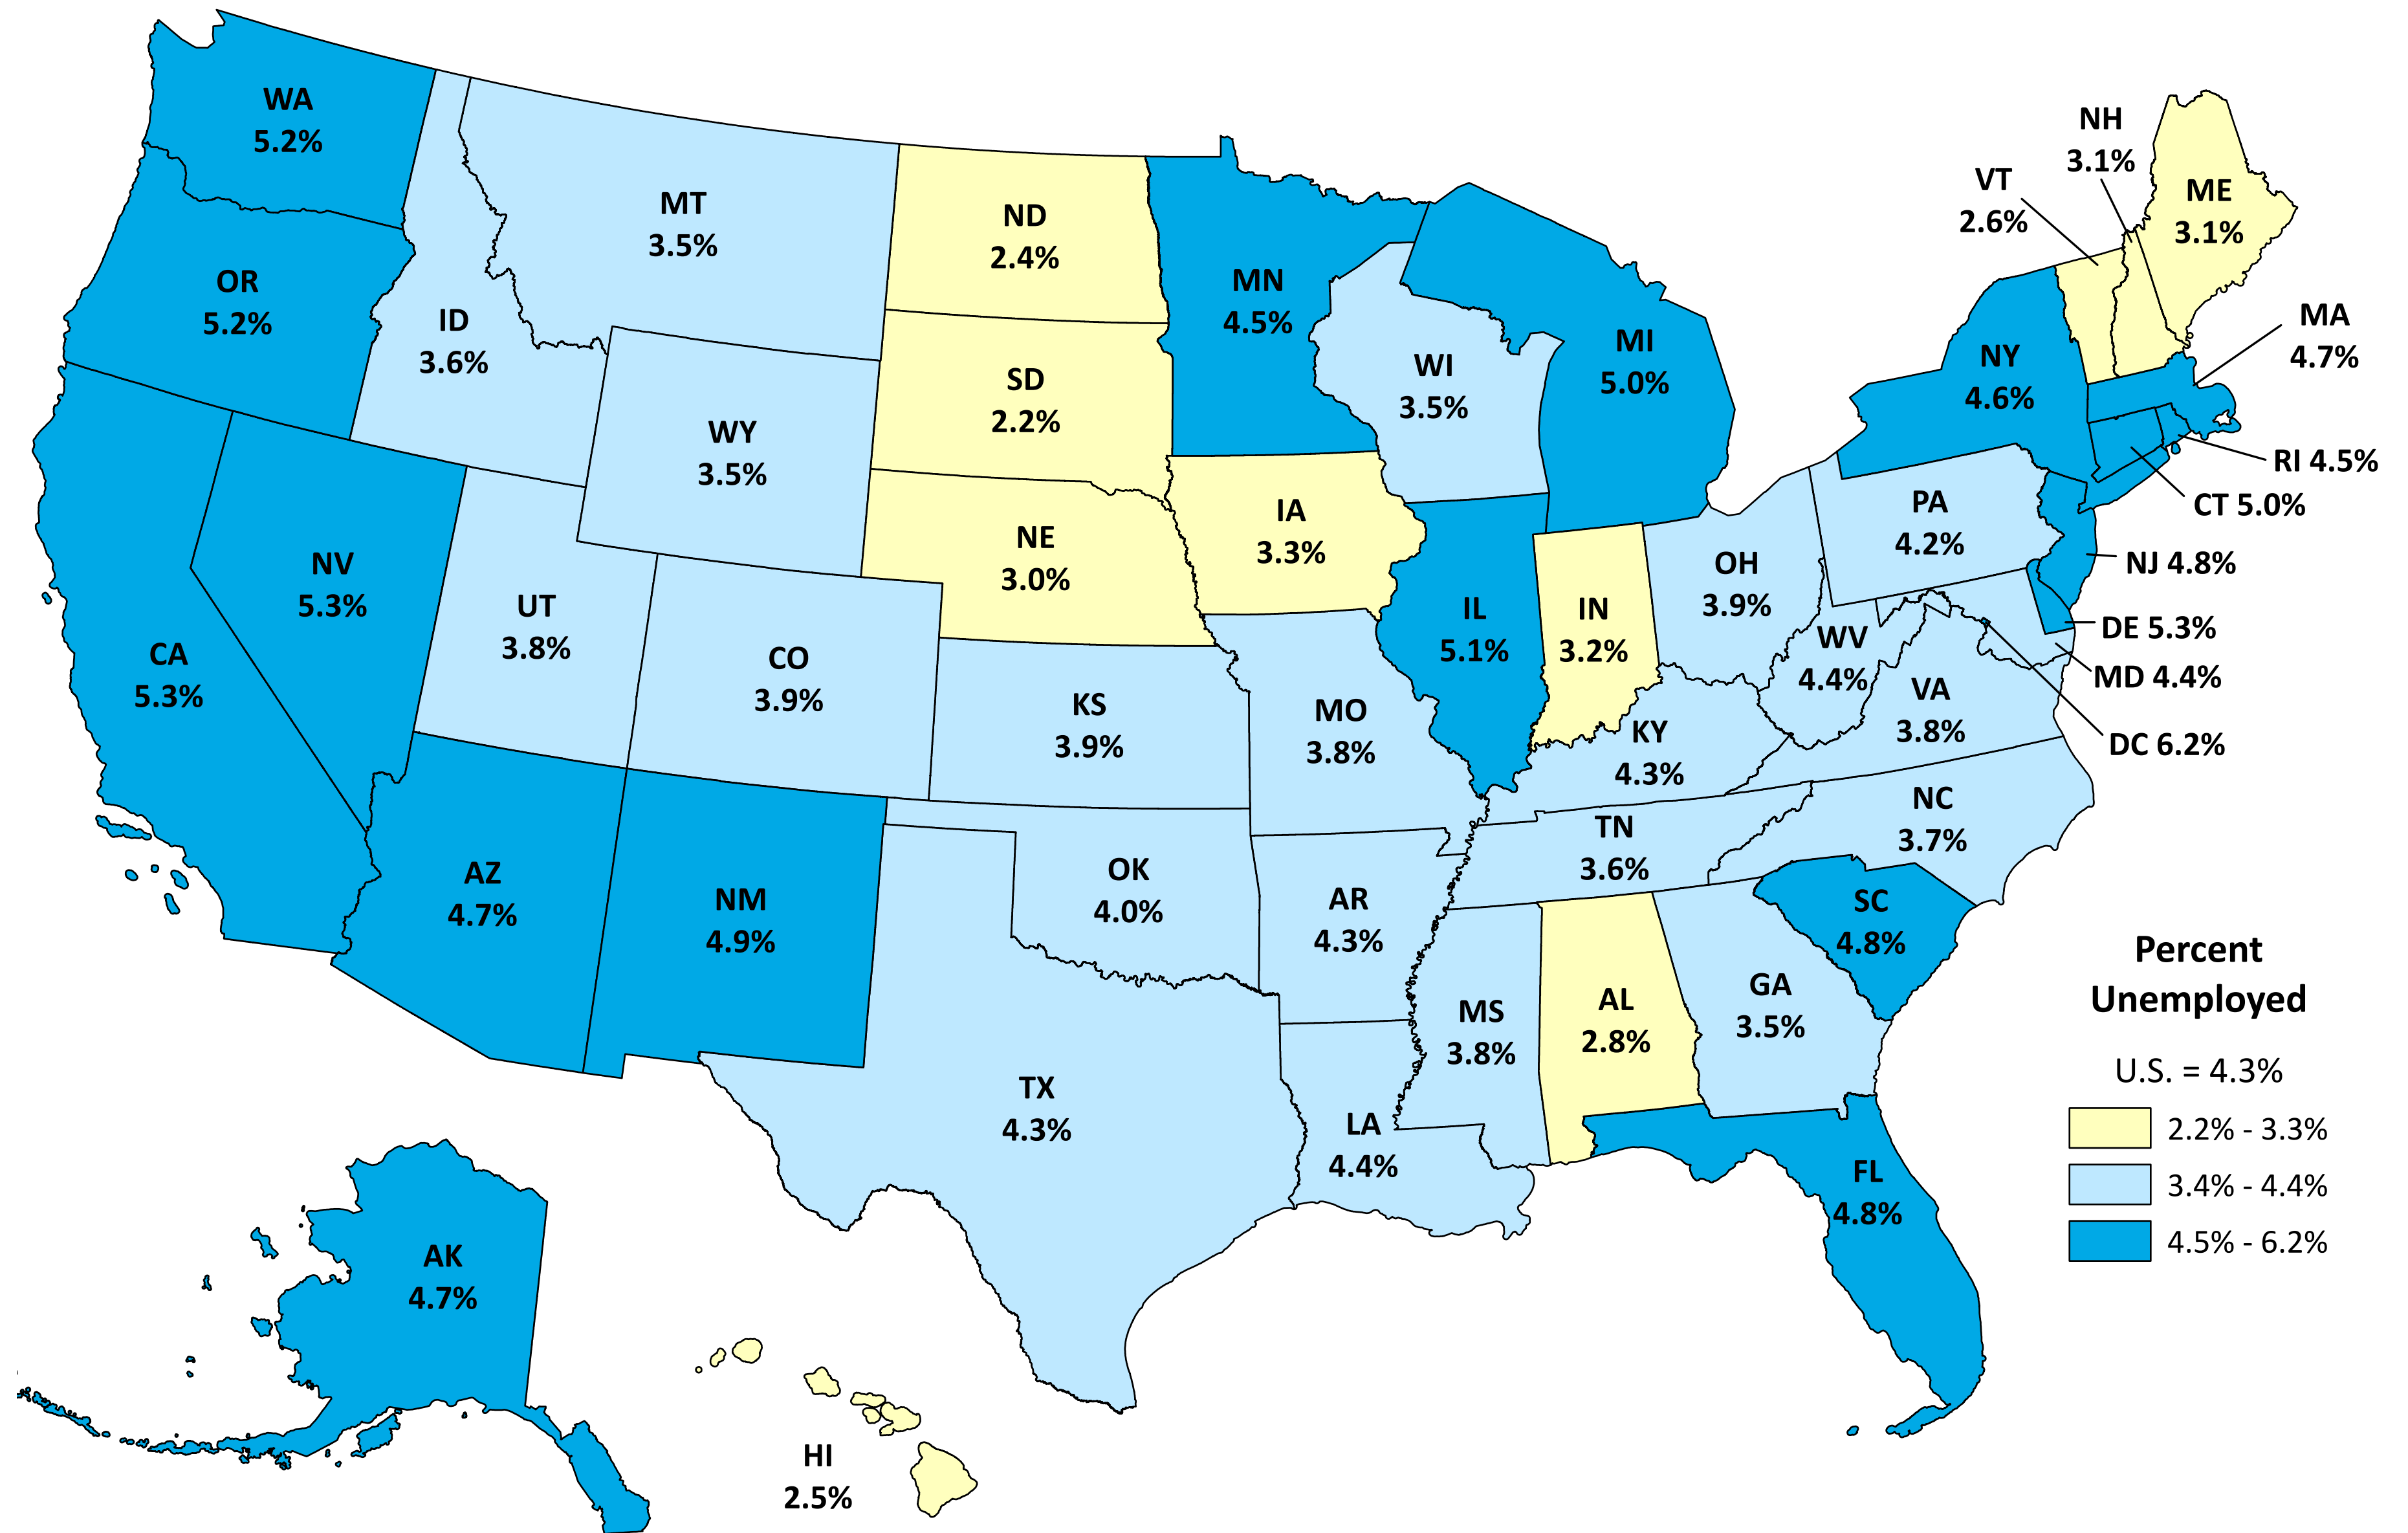 WA
5.2%
OR
5.2%
CA
5.3%
NV
5.3%
ID
3.6%
MT
3.5%
WY
3.5%
UT
3.8%
CO
3.9%
AZ
4.7%
NM
4.9%
ND
2.4%
SD
2.2%
NE
3.0%
KS
3.9%
OK
4.0%
TX
4.3%
MN
4.5%
IA
3.3%
MO
3.8%
AR
4.3%
LA
4.4%
WI
3.5%
IL
5.1%
MI
5.0%
IN
3.2%
OH
3.9%
KY
4.3%
TN
3.6%
MS
3.8%
AL
2.8%
GA
3.5%
FL
4.8%
SC
4.8%
NC
3.7%
VA
3.8%
WV
4.4%
PA
4.2%
NY
4.6%
VT
2.6%
NH
3.1%
ME
3.1%
MA
4.7%
RI 4.5%
CT 5.0%
NJ 4.8%
DE 5.3%
MD 4.4%
DC 6.2%
AK
4.7%
HI
2.5%
Percent
Unemployed
U.S. = 4.3%
2.2% - 3.3%
3.4% - 4.4%
4.5% - 6.2%